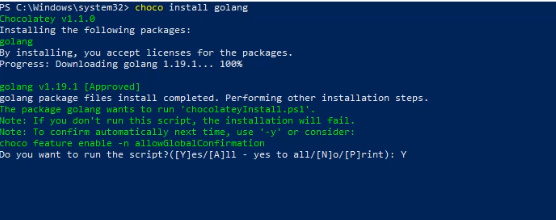 PS C:\Windows\system32> choco install golang
Chocolatey v1.1.0
Installing the following packages:
golang
By installing, you accept licenses for the packages.
Progress: Downloading golang 1.19.1... 100%
golang v1.19.1 [Approved]
golang package files install completed. Performing other installation steps.
The package golang wants to run 'chocolateyInstall.ps1'.
Note: If you don't run this script, the installation will fail.
Note: To confirm automatically next time, use '-y' or consider:
choco feature enable -n allowGlobalConfirmation
Do you want to run the script?([Y]es/[A]ll - yes to all/[N]o/[P]rint): Y